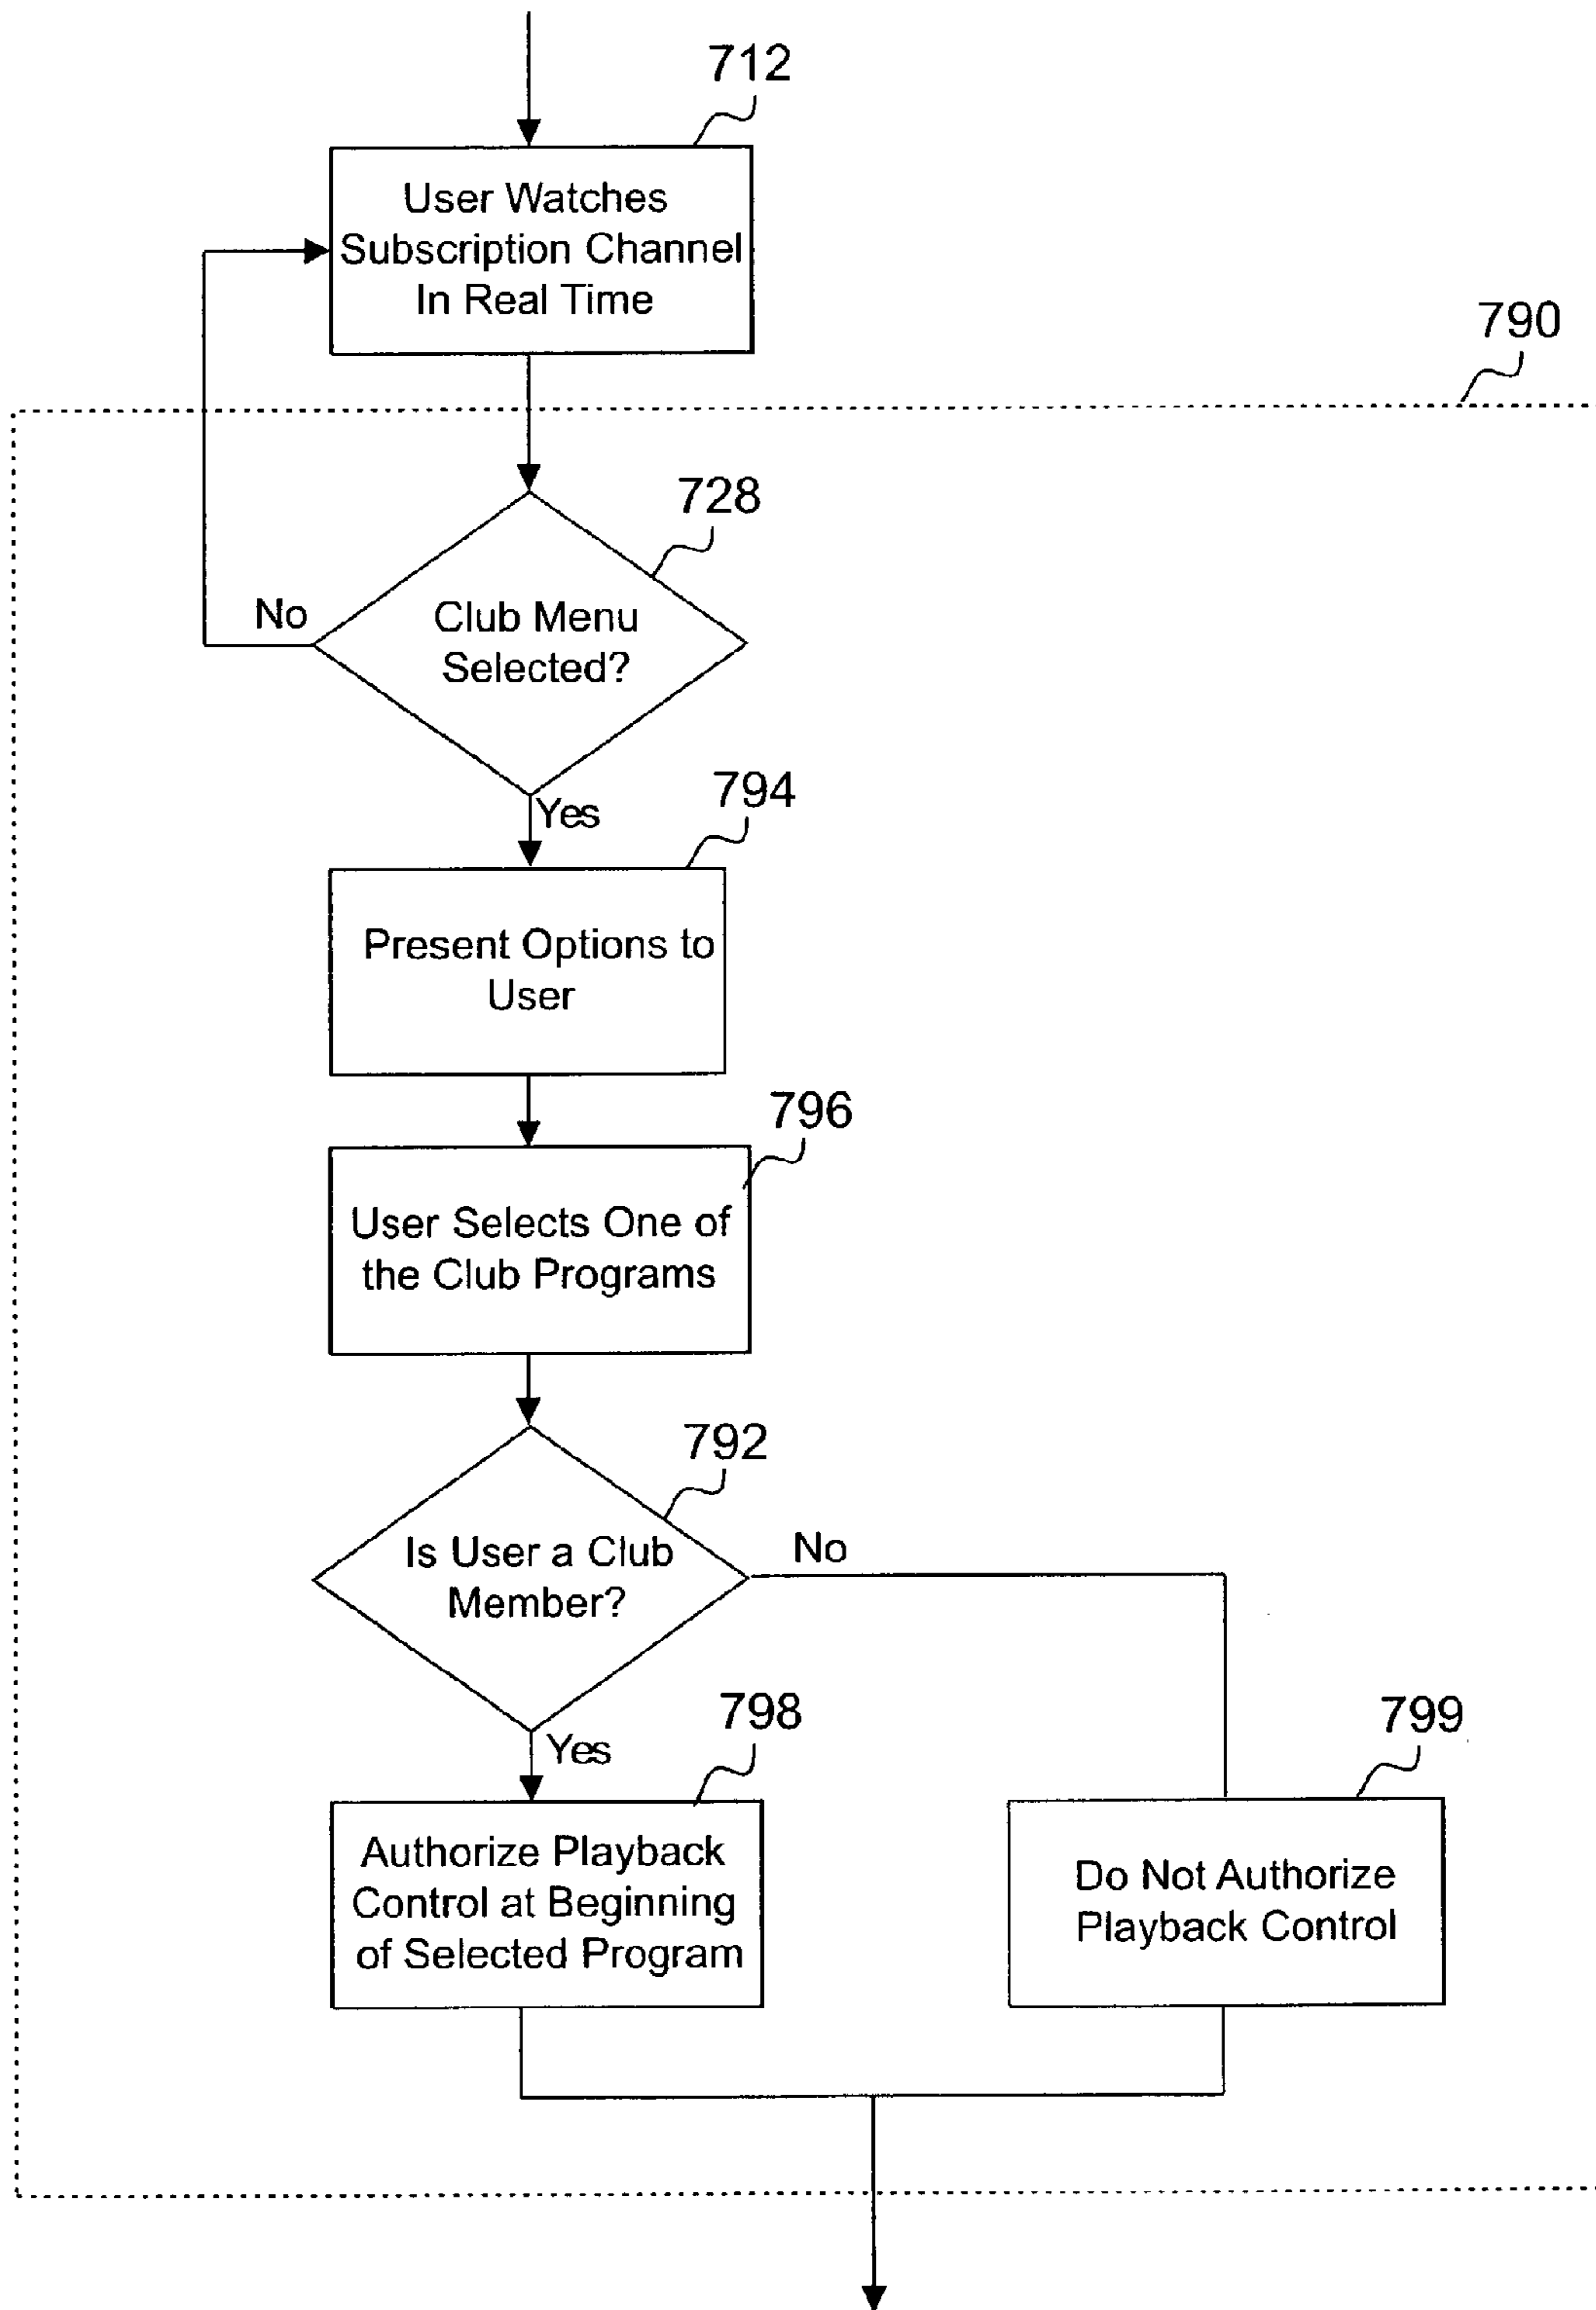 712
User Watches
Subscription Channel
In Real Time
790
728
No
Club Menu
Selected?
Yes
794
Present Options to
User
796
User Selects One of
the Club Programs
792
Is User a Club
Member?
No
Yes
798
799
Authorize Playback
Control at Beginning
of Selected Program
Do Not Authorize
Playback Control